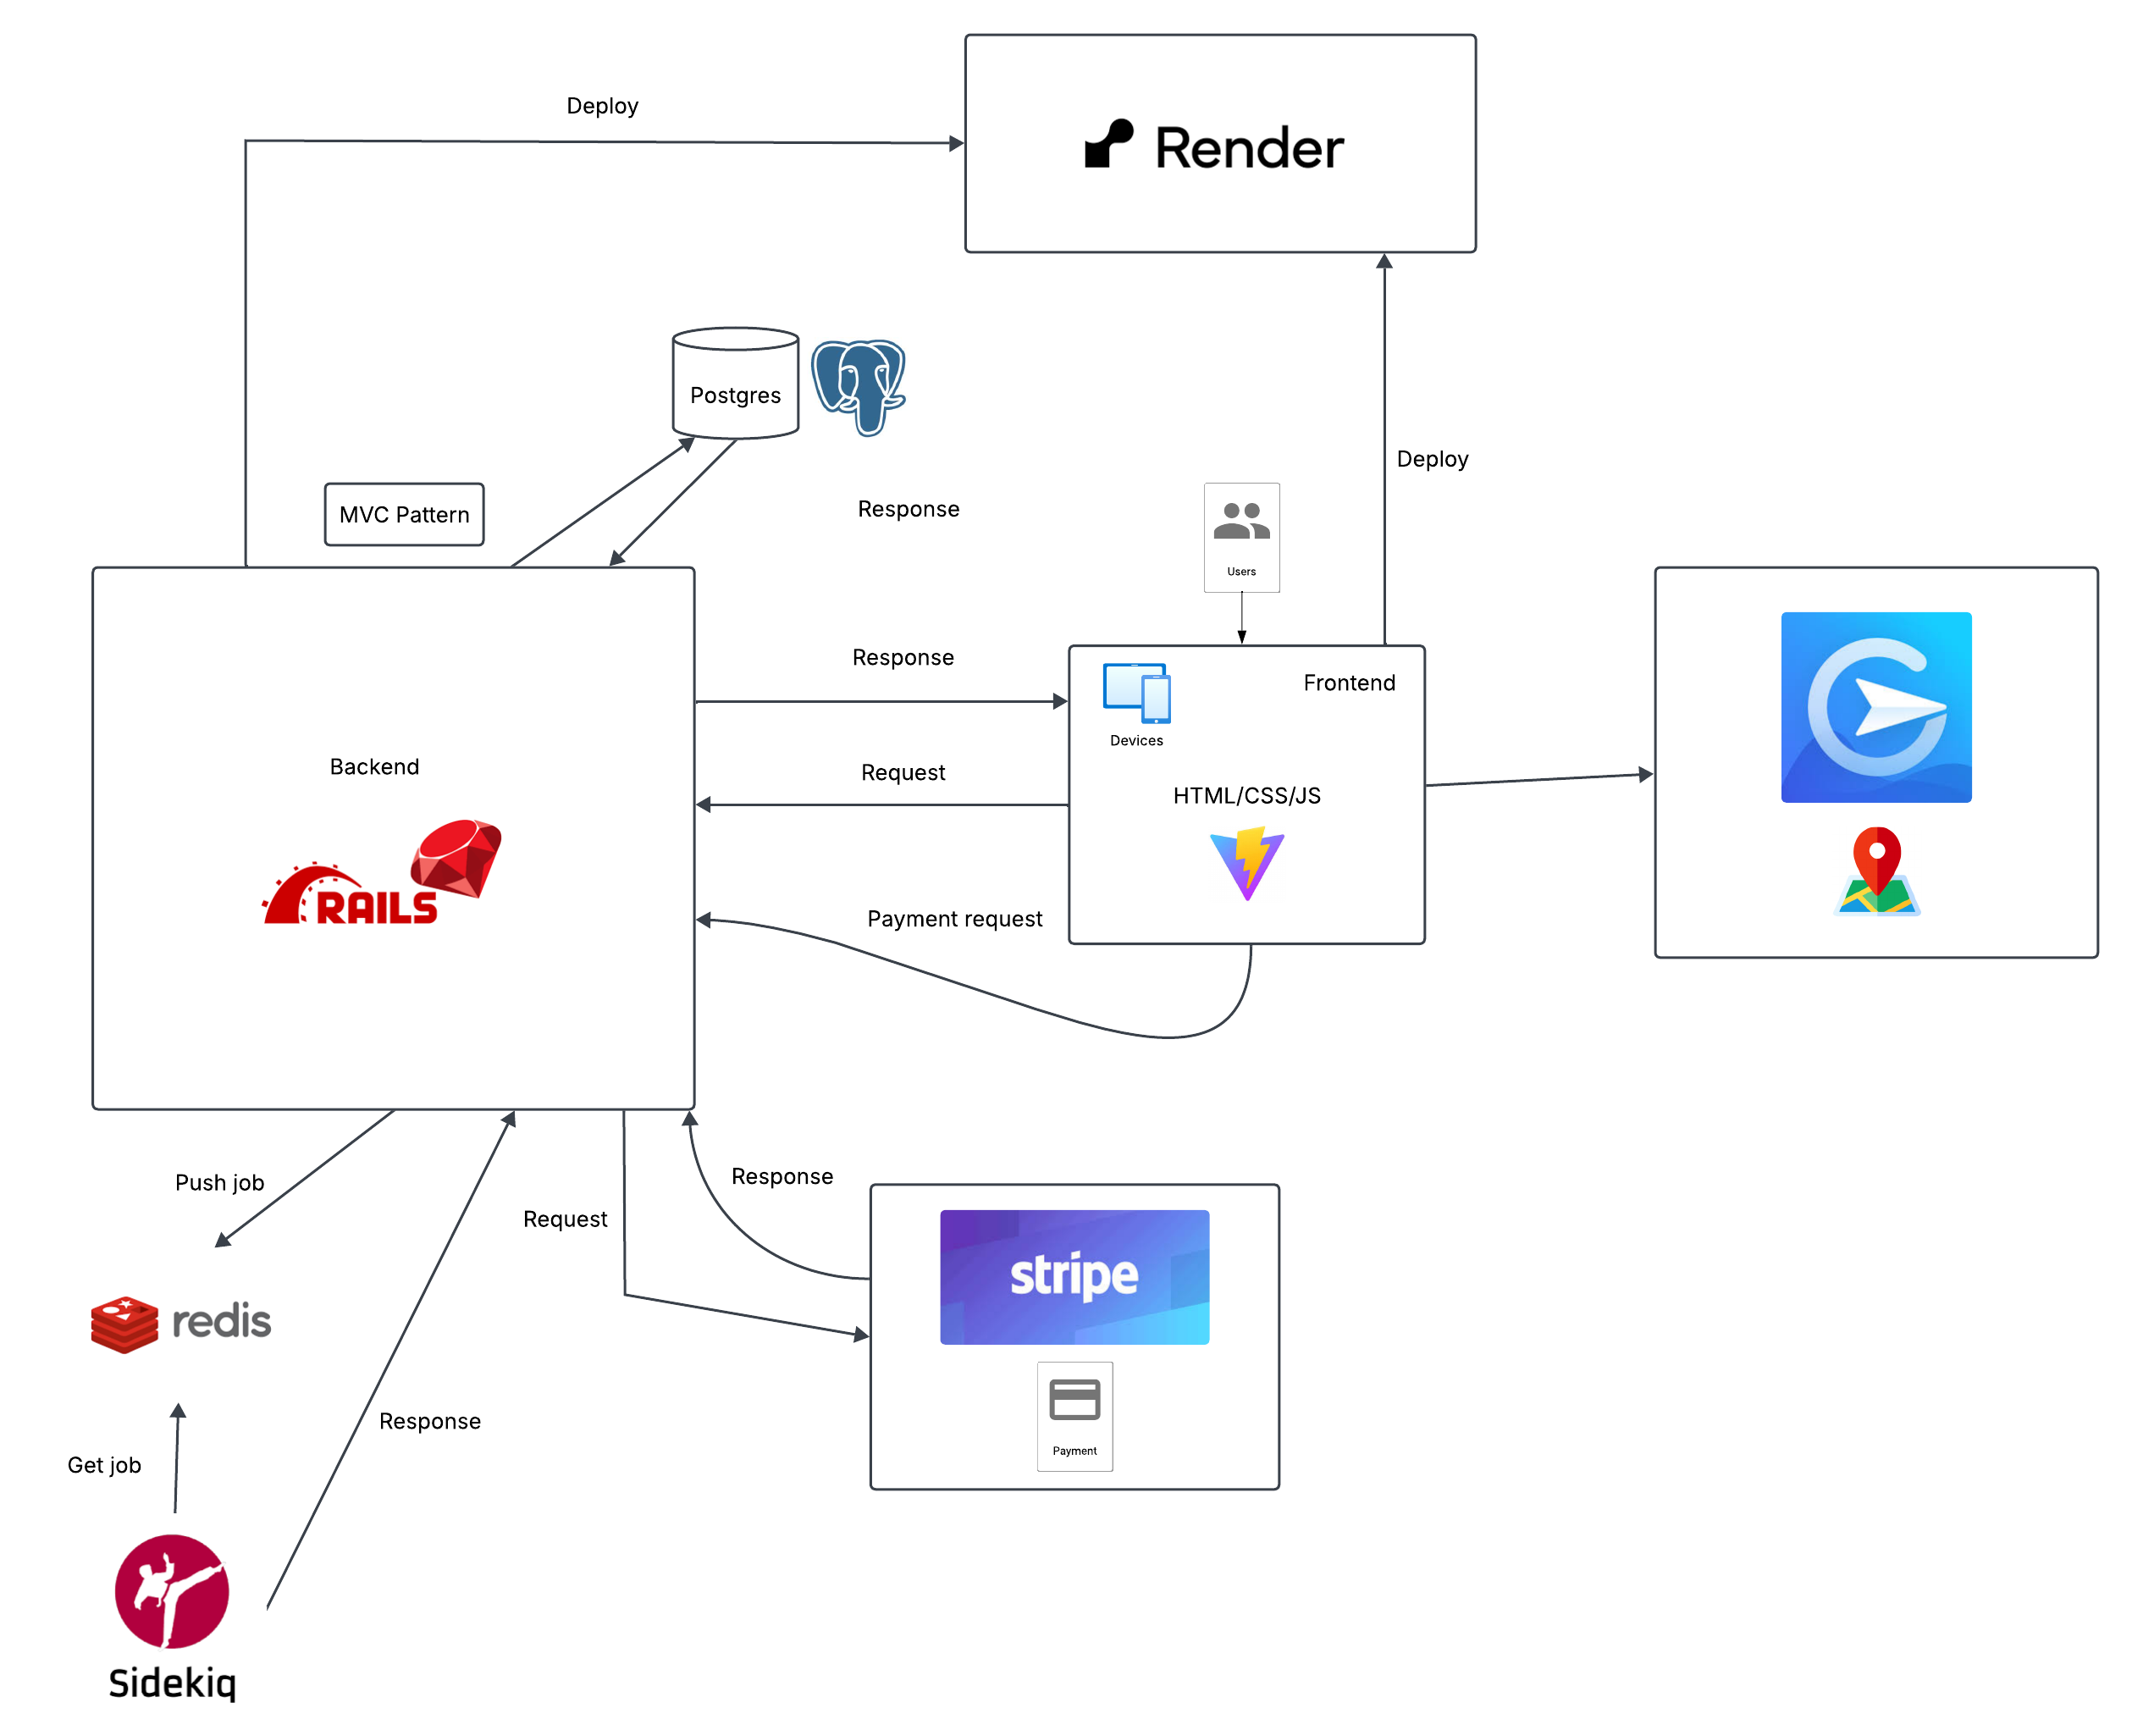 Deploy
Render
Postgres
Deploy
MVC Pattern
Response
Users
Response
Frontend
Devices
Backend
Request
HTML/CSS/JS
RAILS
Payment request
Push job
Response
Request
stripe
redis
Response
Payment
Get job
Sidekiq